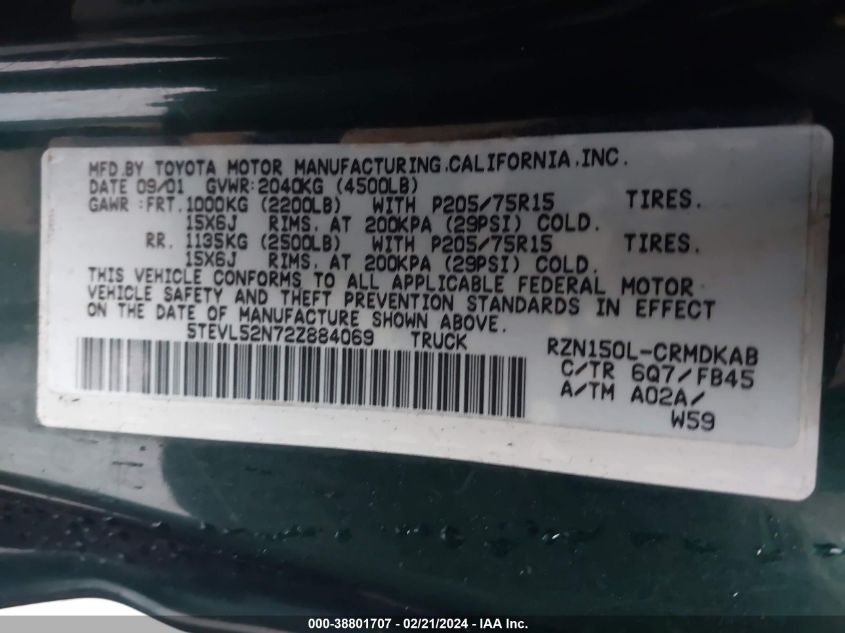 MFD.BY TOYOTA MOTOR MANUFACTURING.CALIFORNIA.INC.
DATE 09/01 GVWR:2040KG (4500LB)
GAWR :FRT.1000KG (2200LB) WITH P205/75R15 TIRES.
15X6J RIMS. AT 200KPA (29PSI) COLD.
RR. 1135KG (2500LB) WITH P205/75R15 TIRES.
15X6J RIMS. AT 200KPA (29PSI) COLD.
THIS VEHICLE CONFORMS TO ALL APPLICABLE FEDERAL MOTOR
VEHICLE SAFETY AND THEFT PREVENTION STANDARDS IN EFFECT
ON THE DATE OF MANUFACTURE SHOWN ABOVE.
5TEVL52N72Z884069 TRUCK
RZN150L-CRMDKAB
C/TR 6Q7/FB45
A/TM A02A/
W59
000-38801707 - 02/21/2024 - IAA Inc.